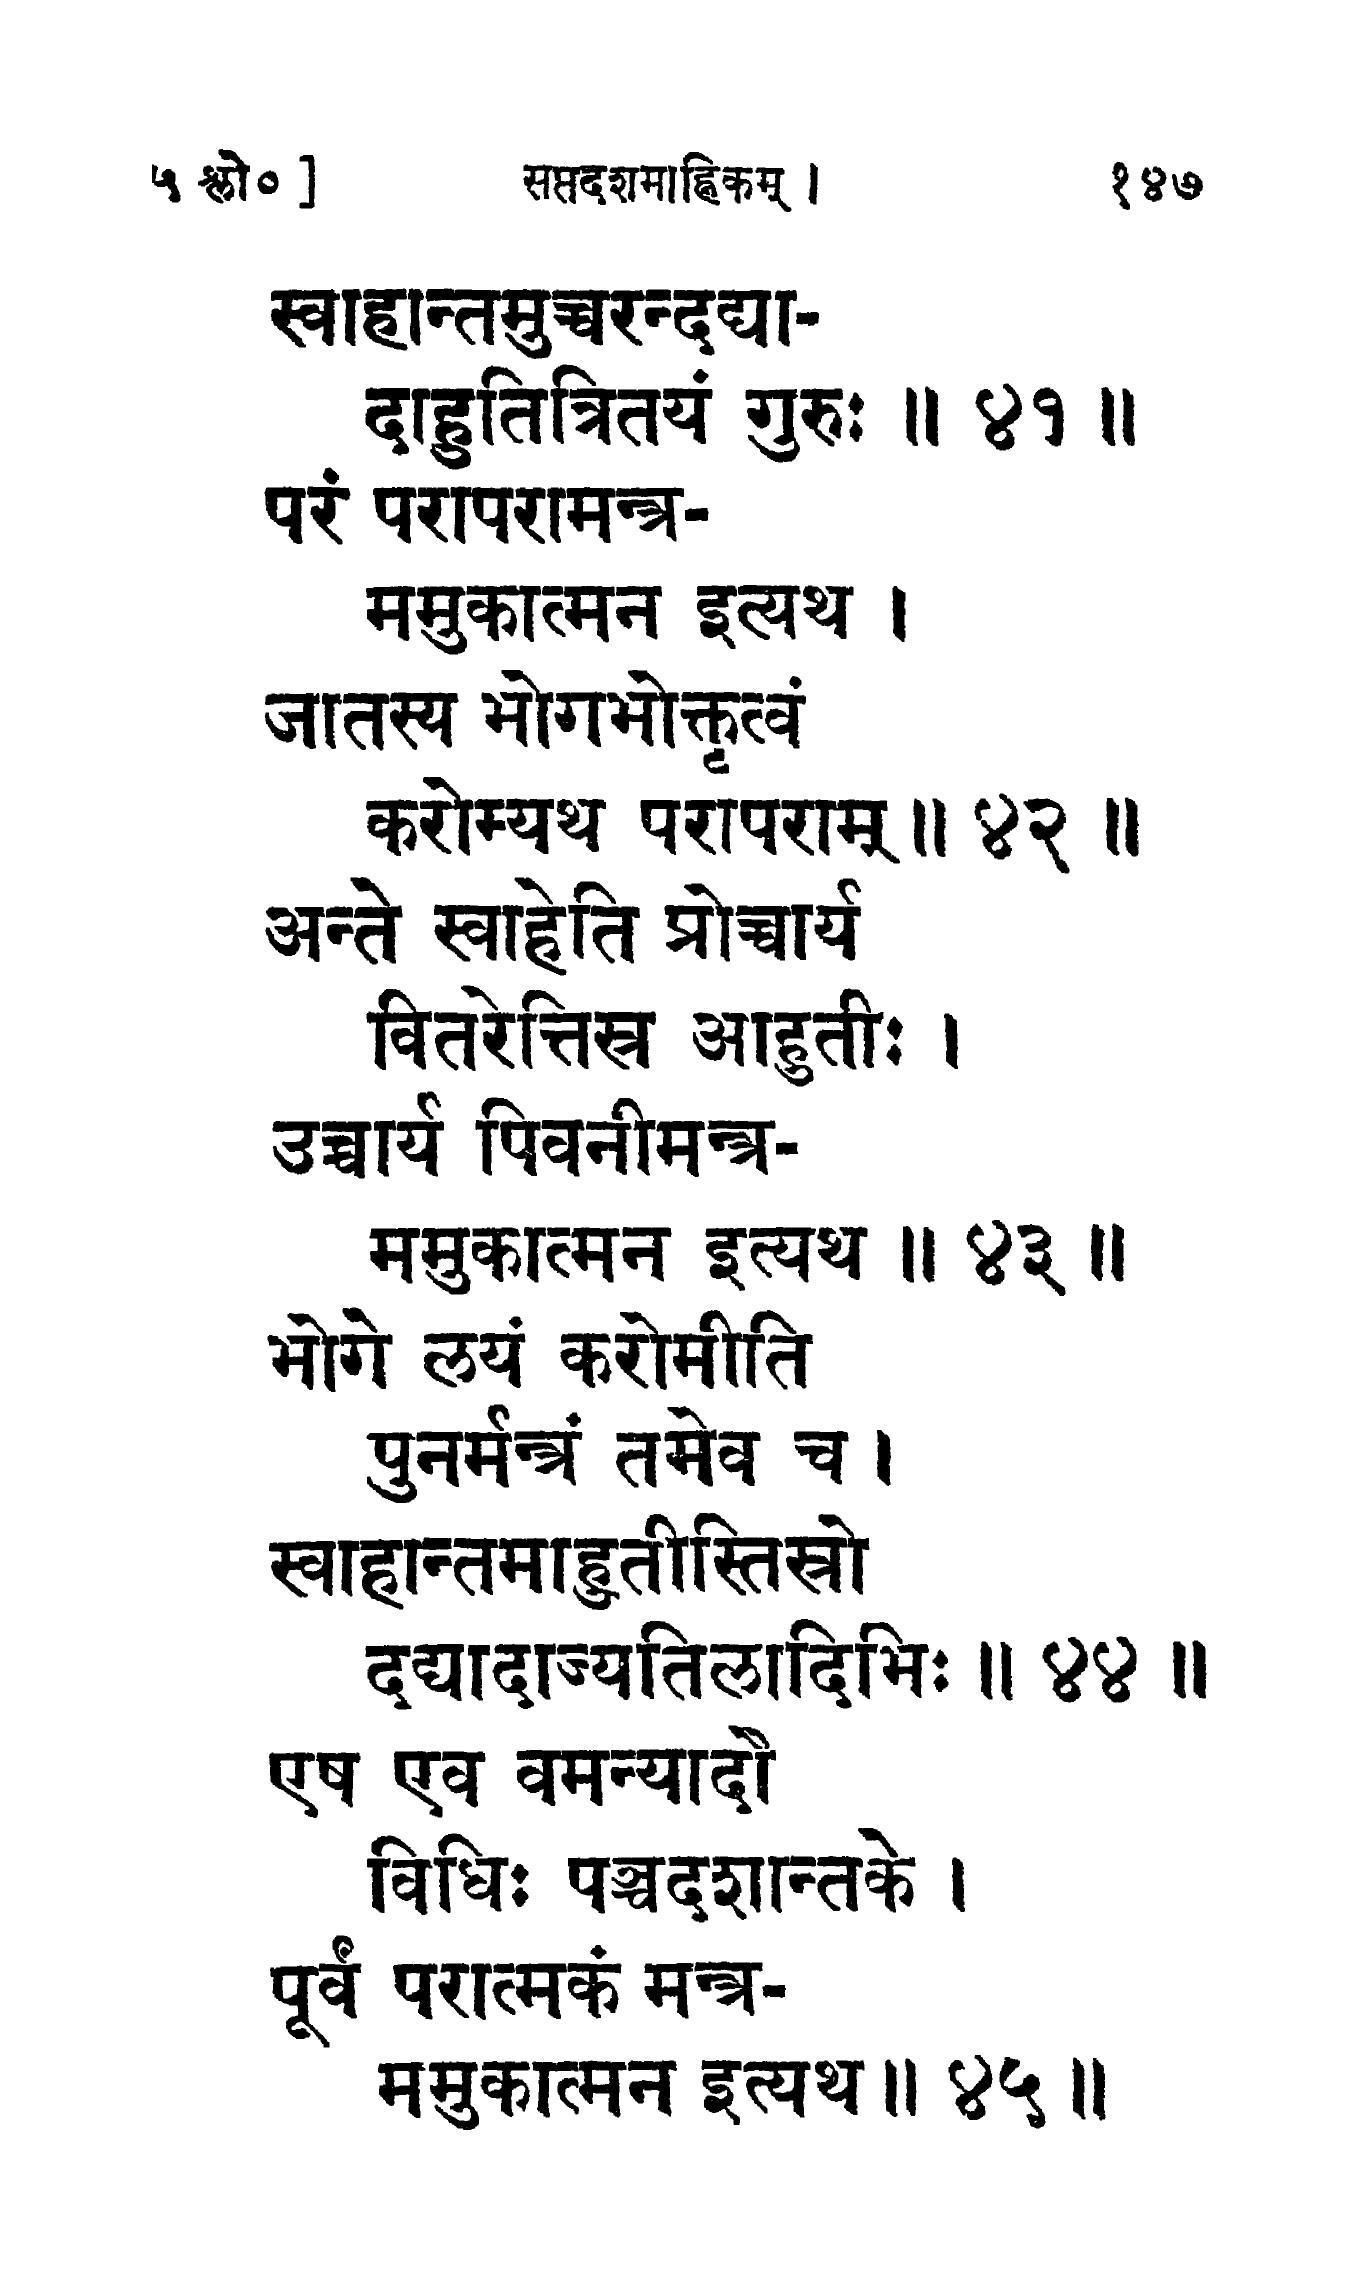 ५ श्लो० ]
सप्तदशमाह्निकम् ।
१४७
स्वाहान्तमुच्चरन्दद्या-
दाहुतित्रितयं गुरुः ॥ ४१ ॥
परं परापरामन्त्र-
ममुकात्मन इत्यथ ।
जातस्य भोगभोक्तृत्वं
करोम्यथ परापराम् ॥ ४२ ॥
अन्ते स्वाहेति प्रोच्चार्य
वितरेत्तिस्र आहुतीः ।
उच्चार्य पिवनीमन्त्र-
ममुकात्मन इत्यथ ॥ ४३ ॥
भोगे लयं करोमीति
पुनर्मन्त्रं तमेव च ।
स्वाहान्तमाहुतीस्तिस्रो
दद्यादाज्यतिलादिभिः ॥ ४४ ॥
एष एव वमन्यादौ
विधिः पञ्चदशान्तके ।
पूर्वं परात्मकं मन्त्र-
ममुकात्मन इत्यथ ॥ ४५ ॥